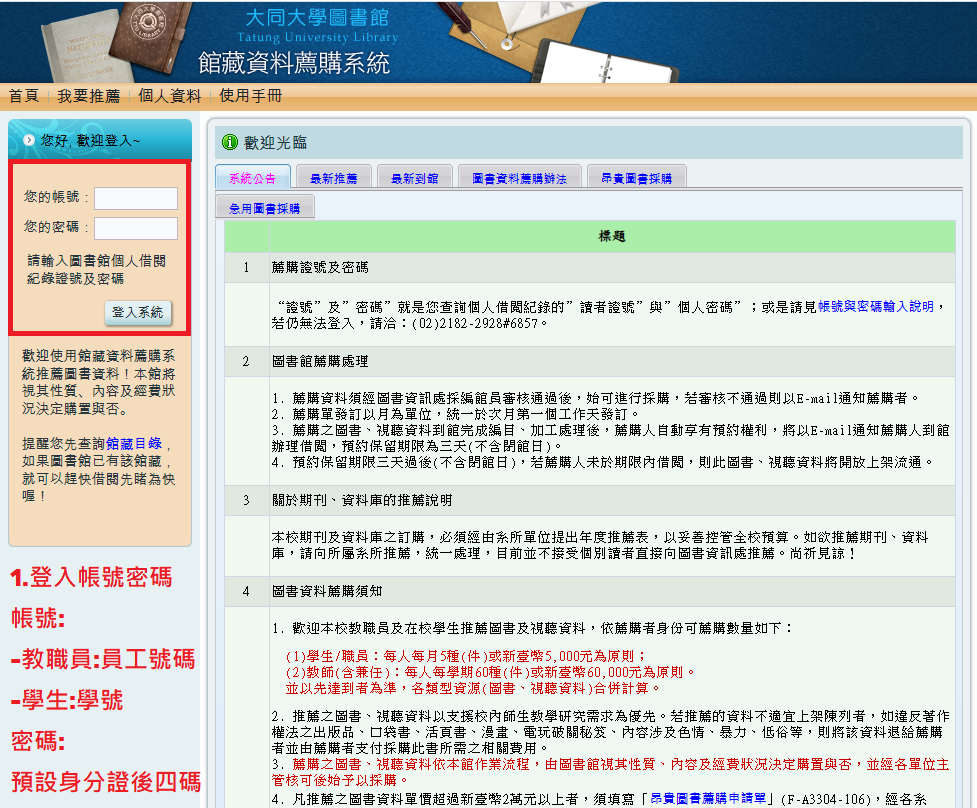 大同大學圖書館
Tatung University Library
館藏資料薦購系統
首頁 我要推薦 個人資料 使用手冊
您好, 歡迎登入~
您的帳號：
您的密碼：
請輸入圖書館個人借閱
紀錄證號及密碼
登入系統
歡迎使用館藏資料薦購系
統推薦圖書資料！本館將
視其性質、內容及經費狀
況決定購置與否。
提醒您先查詢館藏目錄，
如果圖書館已有該館藏，
就可以趕快借閱先睹為快
喔！
1.登入帳號密碼
帳號:
-教職員:員工號碼
-學生:學號
密碼:
預設身分證後四碼
歡迎光臨
系統公告 最新推薦 最新到館 圖書資料薦購辦法 昂貴圖書採購
急用圖書採購
標題
1 薦購證號及密碼
“證號”及”密碼”就是您查詢個人借閱紀錄的”讀者證號”與”個人密碼”；或是請見帳號與密碼輸入說明，
若仍無法登入，請洽：(02)2182-2928#6857。
2 圖書館薦購處理
1. 薦購資料須經圖書資訊處採編館員審核通過後，始可進行採購，若審核不通過則以E-mail通知薦購者。
2. 薦購單發訂以月為單位，統一於次月第一個工作天發訂。
3. 薦購之圖書、視聽資料到館完成編目、加工處理後，薦購人自動享有預約權利，將以E-mail通知薦購人到館
辦理借閱，預約保留期限為三天(不含閉館日)。
4. 預約保留期限三天過後(不含閉館日)，若薦購人未於期限內借閱，則此圖書、視聽資料將開放上架流通。
3 關於期刊、資料庫的推薦說明
本校期刊及資料庫之訂購，必須經由系所單位提出年度推薦表，以妥善控管全校預算。如欲推薦期刊、資料
庫，請向所屬系所推薦，統一處理，目前並不接受個別讀者直接向圖書資訊處推薦。尚祈見諒！
4 圖書資料薦購須知
1. 歡迎本校教職員及在校學生推薦圖書及視聽資料，依薦購者身份可薦購數量如下：
(1)學生/職員：每人每月5種(件)或新臺幣5,000元為原則；
(2)教師(含兼任)：每人每學期60種(件)或新臺幣60,000元為原則。
並以先達到者為準，各類型資源(圖書、視聽資料)合併計算。
2. 推薦之圖書、視聽資料以支援校內師生教學研究需求為優先。若推薦的資料不適宜上架陳列者，如違反著作
權法之出版品、口袋書、活頁書、漫畫、電玩破關秘笈、內容涉及色情、暴力、低俗等，則將該資料退給薦購
者並由薦購者支付採購此書所需之相關費用。
3. 薦購之圖書、視聽資料依本館作業流程，由圖書館視其性質、內容及經費狀況決定購置與否，並經各單位主
管核可後始予以採購。
4. 凡推薦之圖書資料單價超過新臺幣2萬元以上者，須填寫「昂貴圖書薦購申請單」(F-A3304-106)，經各系